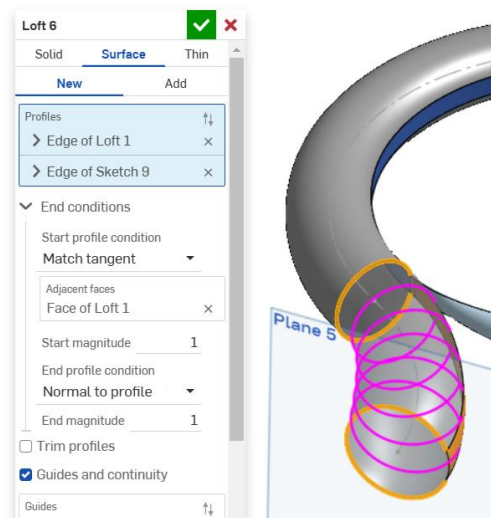 Loft 6
Solid Surface Thin
New Add
Profiles
Edge of Loft 1
Edge of Sketch 9
End conditions
Start profile condition
Match tangent
Adjacent faces
Face of Loft 1
Start magnitude 1
End profile condition
Normal to profile
End magnitude 1
Trim profiles
Guides and continuity
Guides
Plane 5